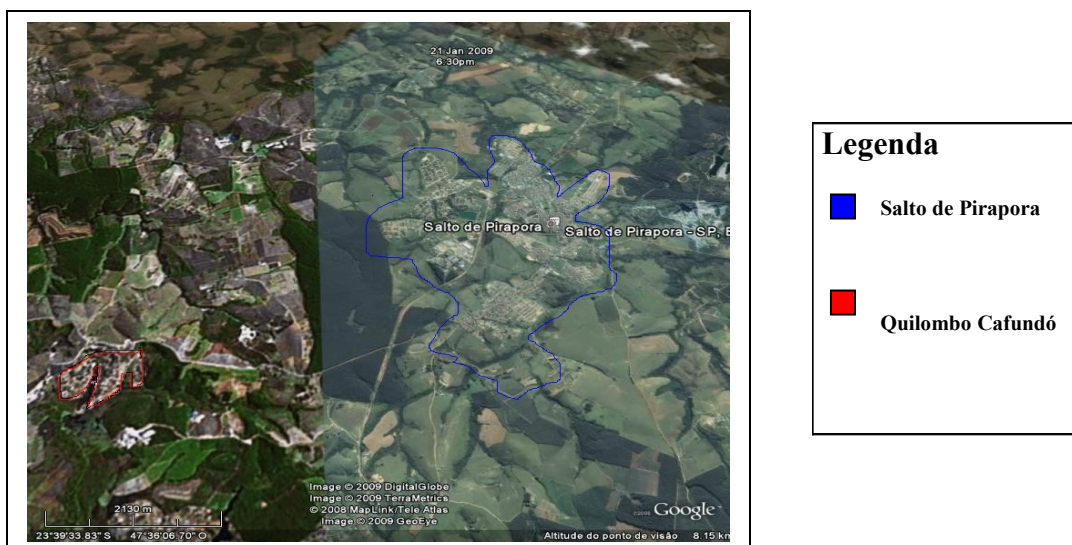 21 Jan 2009
6:30pm
Salto de Pirapora
Salto de Pirapora - SP, B
Image © 2009 DigitalGlobe
Image © 2009 TerraMetrics
© 2008 MapLink/Tele Atlas
Image © 2009 GeoEye
©2009 Google
2130 m
23°39'33.83" S 47°36'06.70" O
Altitude do ponto de visão 8.15 km
Legenda
Salto de Pirapora
Quilombo Cafundó